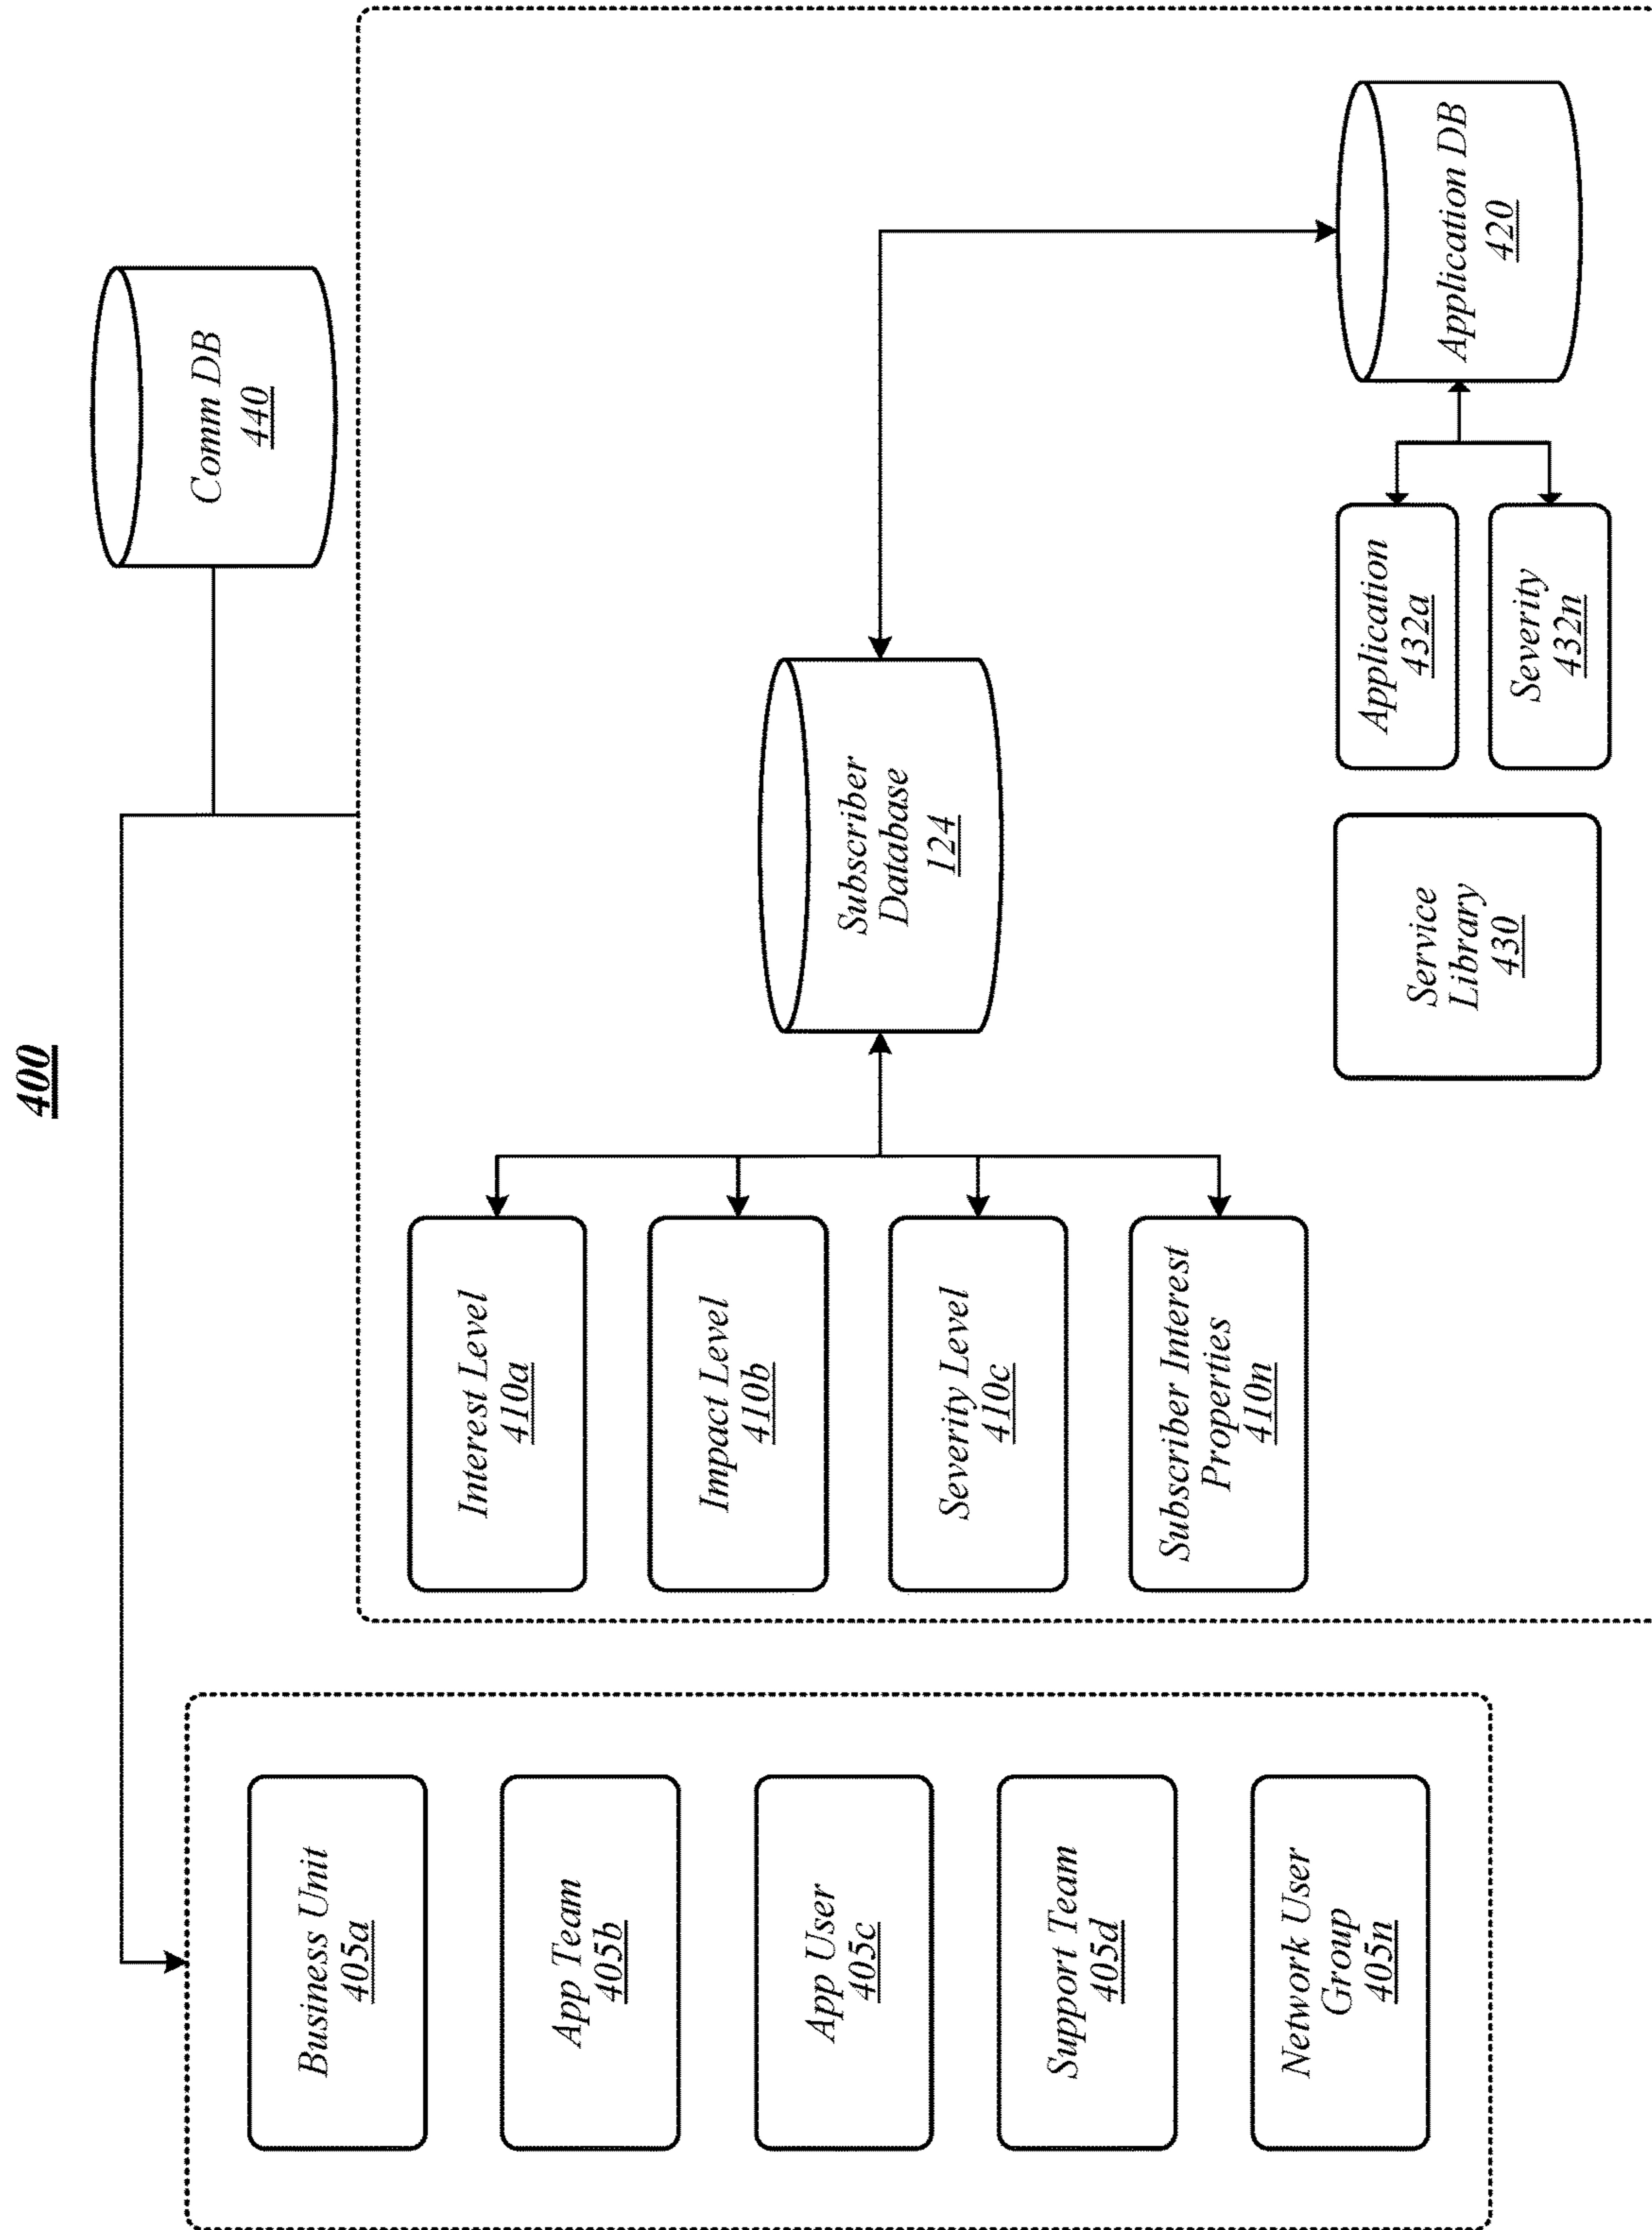 400
Business Unit
405a
App Team
405b
App User
405c
Support Team
405d
Network User
Group
405n
Comm DB
440
Interest Level
410a
Impact Level
410b
Severity Level
410c
Subscriber Interest
Properties
410n
Subscriber
Database
124
Service
Library
430
Application
432a
Severity
432n
Application DB
420